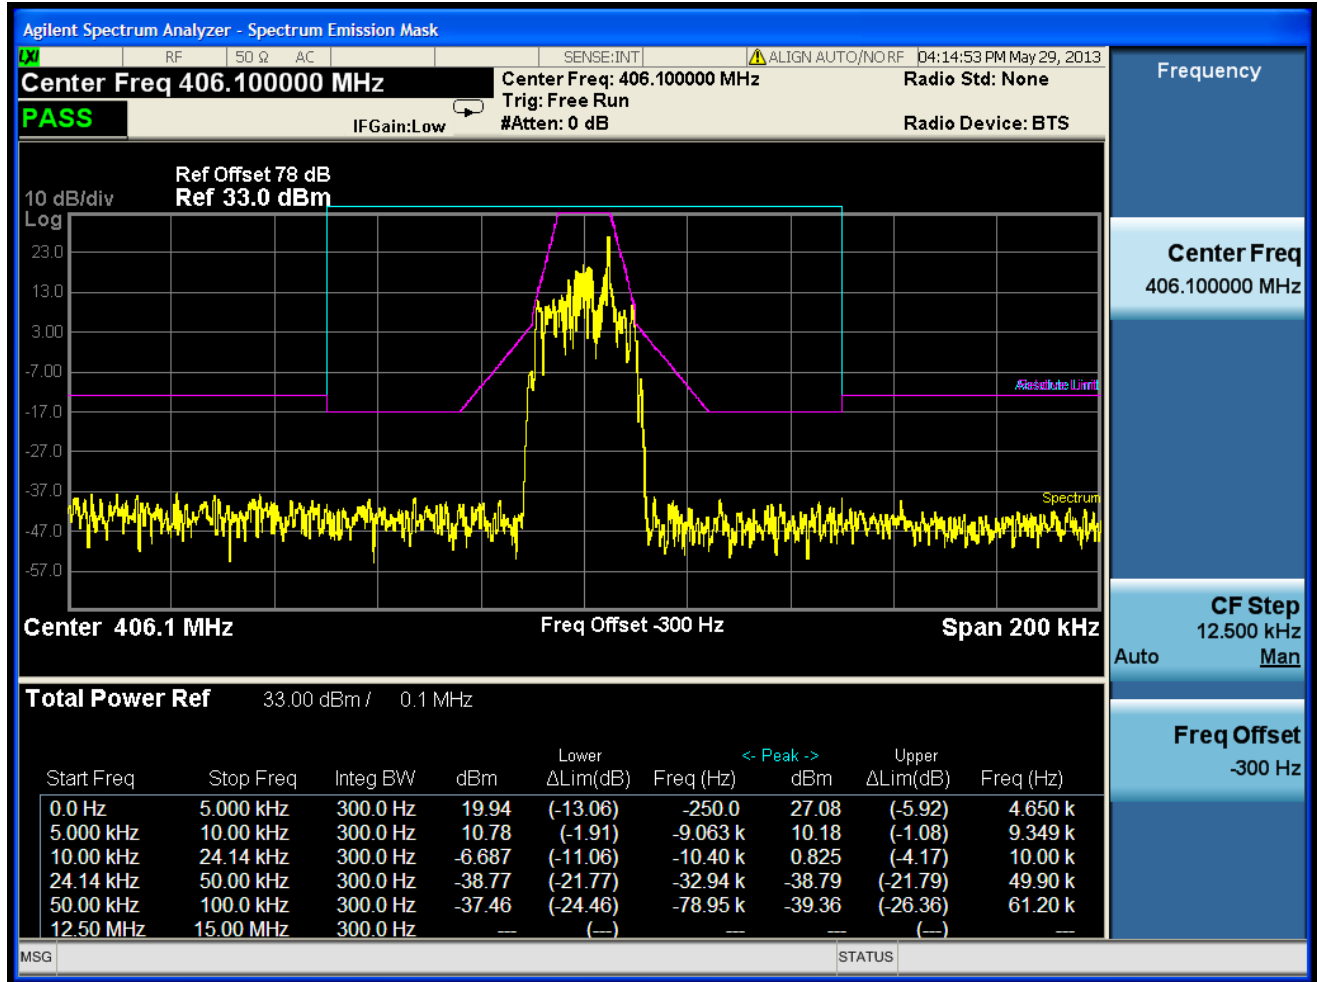 Agilent Spectrum Analyzer - Spectrum Emission Mask
LXI RF 50 Ω AC SENSE:INT ALIGN AUTO/NO RF 04:14:53 PM May 29, 2013
Center Freq 406.100000 MHz
Center Freq: 406.100000 MHz
Radio Std: None
Trig: Free Run
PASS
IFGain:Low
#Atten: 0 dB
Radio Device: BTS
Ref Offset 78 dB
10 dB/div Ref 33.0 dBm
Log
23.0
13.0
3.00
-7.00
Absolute Limit
-17.0
-27.0
-37.0
Spectrum
-47.0
-57.0
Center 406.1 MHz Freq Offset -300 Hz Span 200 kHz
Total Power Ref 33.00 dBm / 0.1 MHz
Lower <- Peak -> Upper
Start Freq Stop Freq Integ BW dBm ΔLim(dB) Freq (Hz) dBm ΔLim(dB) Freq (Hz)
0.0 Hz 5.000 kHz 300.0 Hz 19.94 (-13.06) -250.0 27.08 (-5.92) 4.650 k
5.000 kHz 10.00 kHz 300.0 Hz 10.78 (-1.91) -9.063 k 10.18 (-1.08) 9.349 k
10.00 kHz 24.14 kHz 300.0 Hz -6.687 (-11.06) -10.40 k 0.825 (-4.17) 10.00 k
24.14 kHz 50.00 kHz 300.0 Hz -38.77 (-21.77) -32.94 k -38.79 (-21.79) 49.90 k
50.00 kHz 100.0 kHz 300.0 Hz -37.46 (-24.46) -78.95 k -39.36 (-26.36) 61.20 k
12.50 MHz 15.00 MHz 300.0 Hz --- (---) --- --- (---) ---
MSG STATUS
Frequency
Center Freq
406.100000 MHz
CF Step
12.500 kHz
Auto Man
Freq Offset
-300 Hz